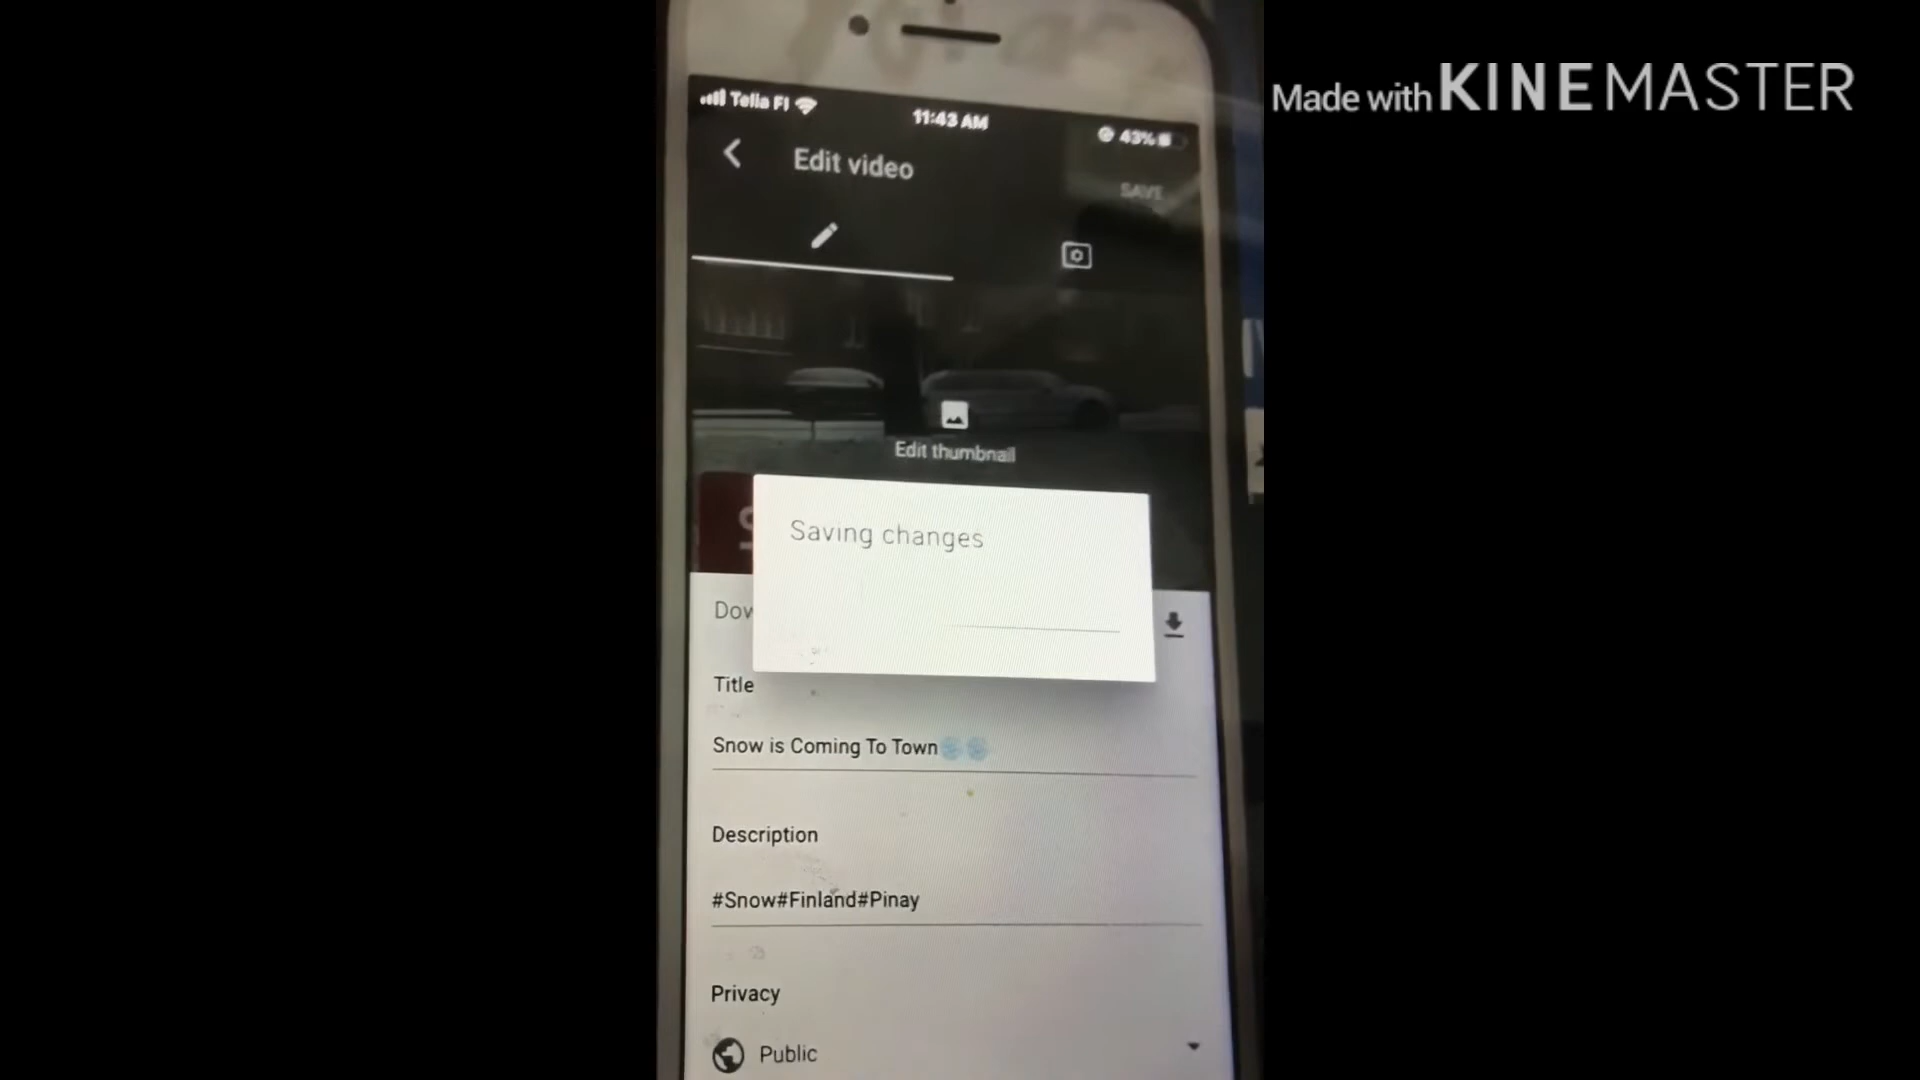 Made with KINEMASTER
Telia FI
11:43 AM
43%
Edit video
SAVE
Edit thumbnail
Saving changes
Dow
Title
Snow is Coming To Town❄️❄️
Description
#Snow#Finland#Pinay
Privacy
Public